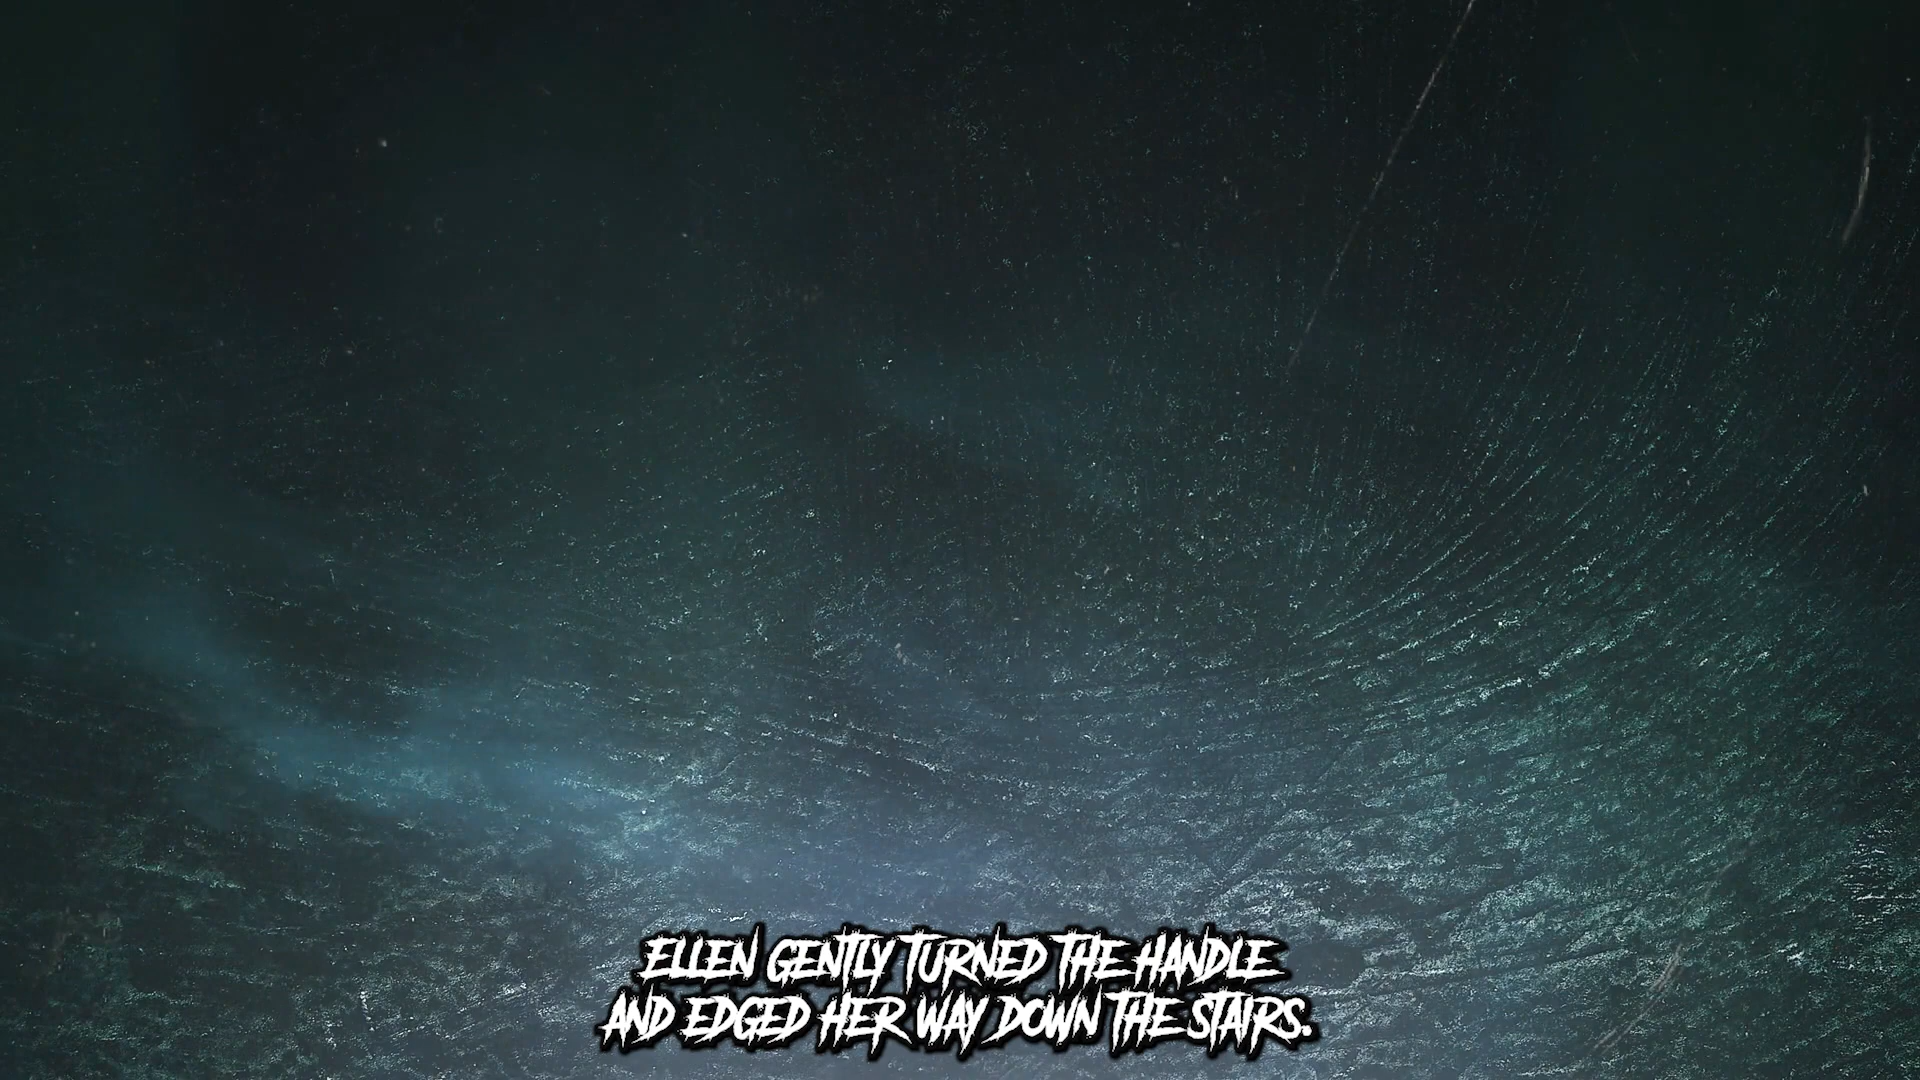 ELLEN GENTLY TURNED THE HANDLE
AND EDGED HER WAY DOWN THE STAIRS.